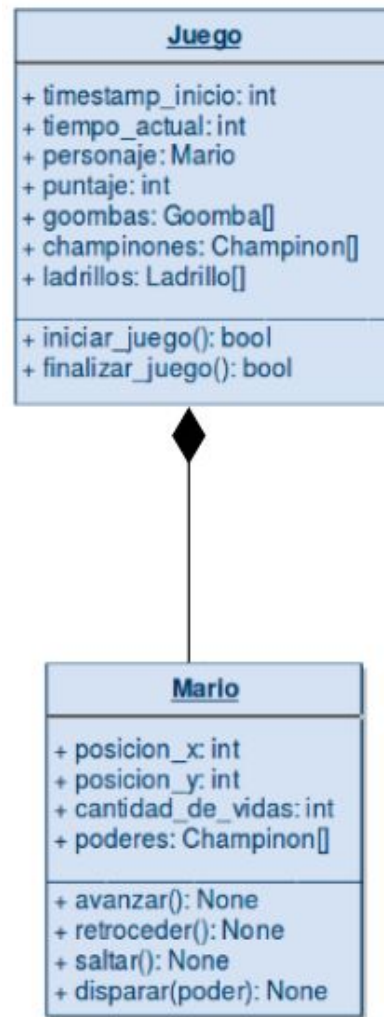 Juego
+ timestamp_inicio: int
+ tiempo_actual: int
+ personaje: Mario
+ puntaje: int
+ goombas: Goomba[]
+ champinones: Champinon[]
+ ladrillos: Ladrillo[]
+ iniciar_juego(): bool
+ finalizar_juego(): bool
Mario
+ posicion_x: int
+ posicion_y: int
+ cantidad_de_vidas: int
+ poderes: Champinon[]
+ avanzar(): None
+ retroceder(): None
+ saltar(): None
+ disparar(poder): None